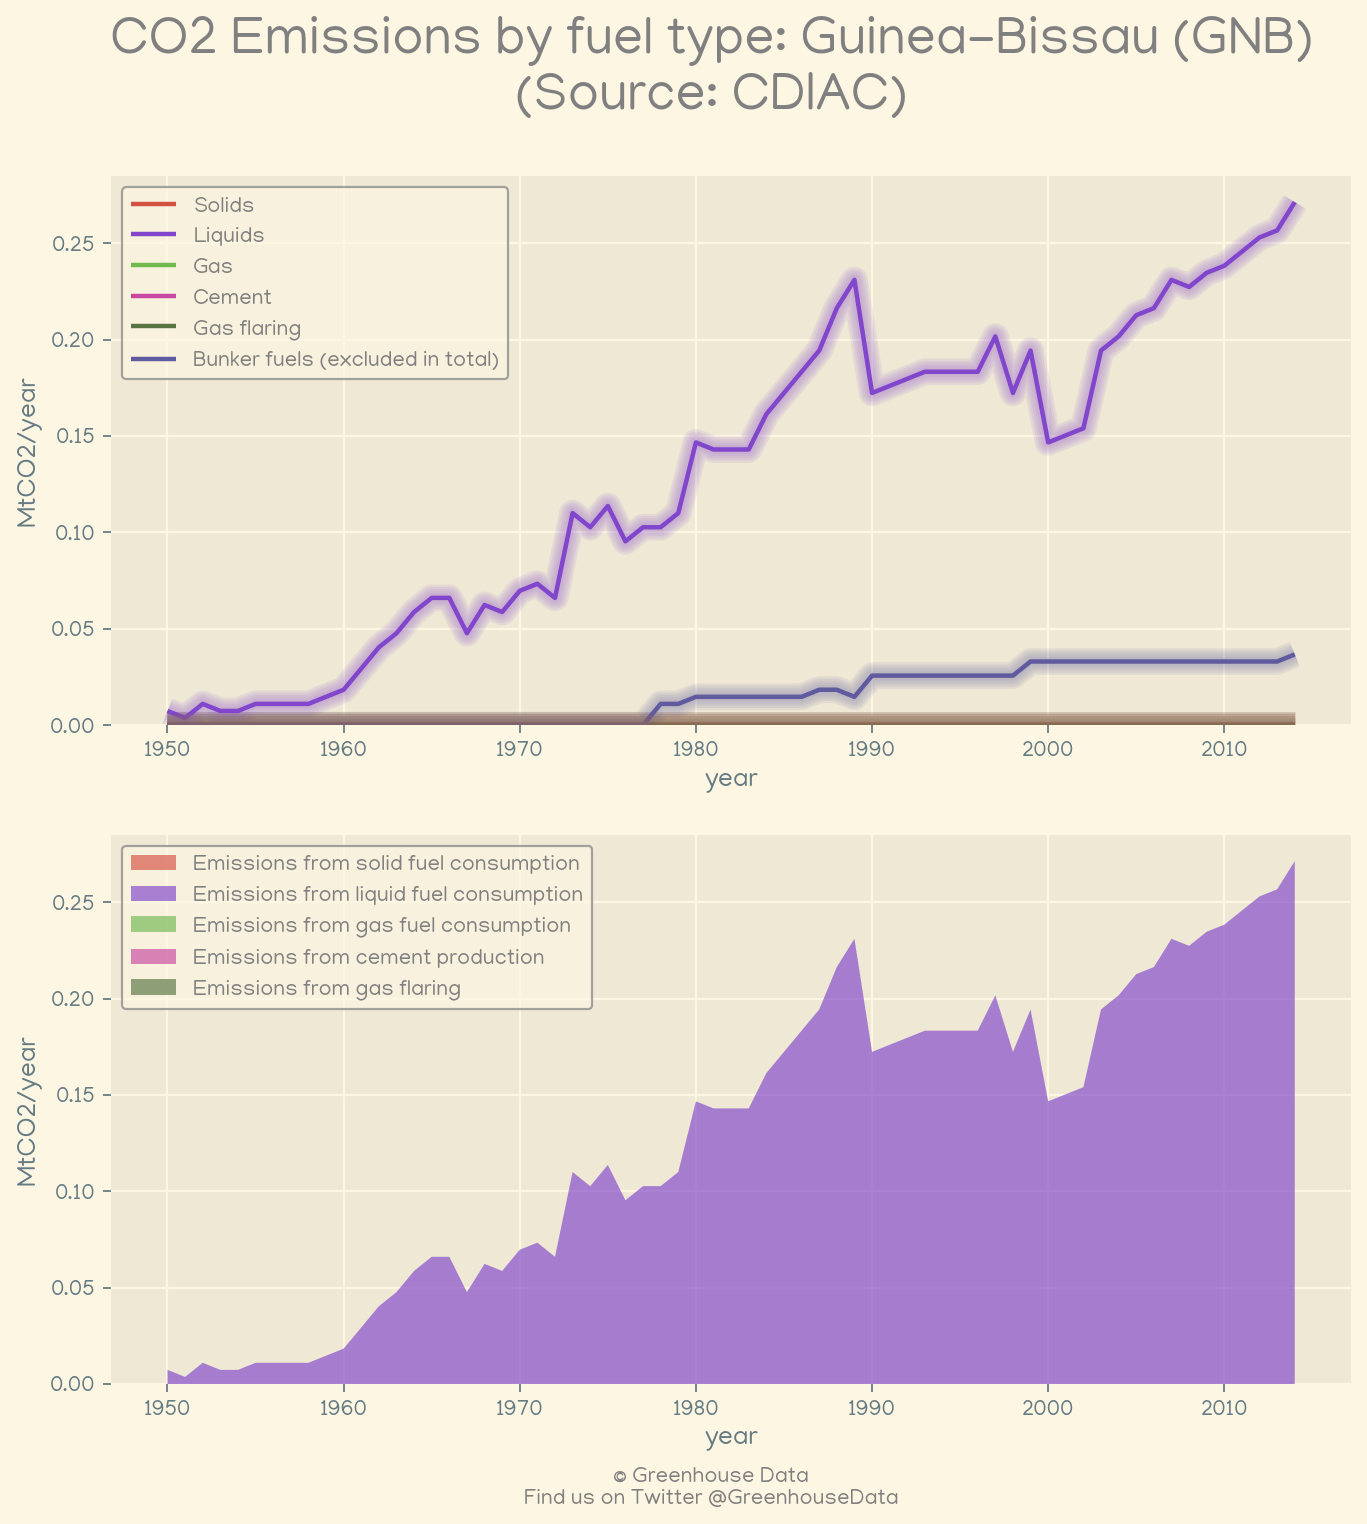 CO2 Emissions by fuel type: Guinea-Bissau (GNB)
(Source: CDIAC)
Solids
Liquids
Gas
Cement
Gas flaring
Bunker fuels (excluded in total)
MtCO2/year
0.25
0.20
0.15
0.10
0.05
0.00
1950 1960 1970 1980 1990 2000 2010
year
Emissions from solid fuel consumption
Emissions from liquid fuel consumption
Emissions from gas fuel consumption
Emissions from cement production
Emissions from gas flaring
MtCO2/year
0.25
0.20
0.15
0.10
0.05
0.00
1950 1960 1970 1980 1990 2000 2010
year
© Greenhouse Data
Find us on Twitter @GreenhouseData